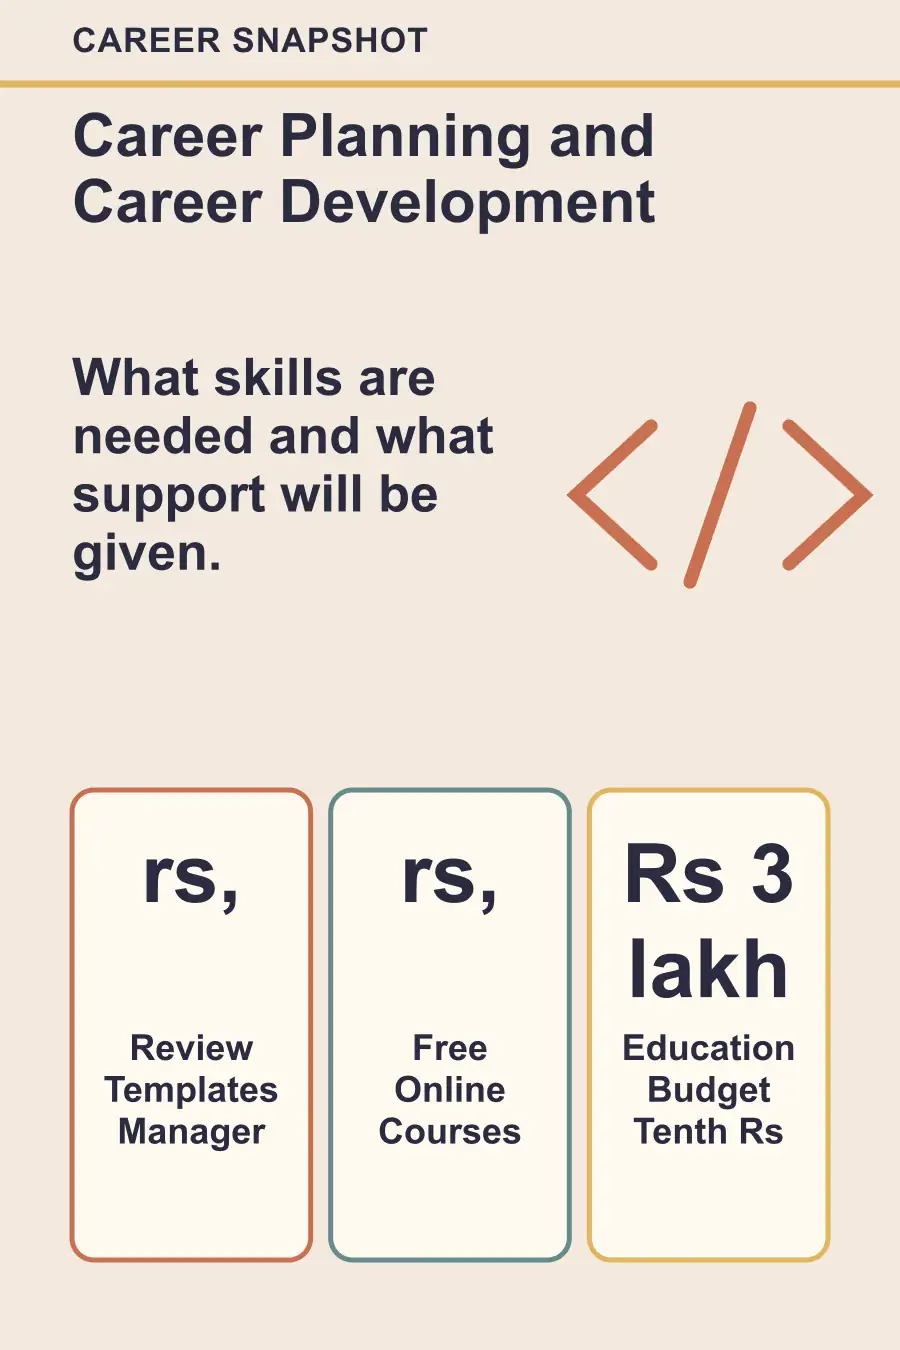 CAREER SNAPSHOT
Career Planning and
Career Development
What skills are
needed and what
support will be
given.
</>
rs,
Review
Templates
Manager
rs,
Free
Online
Courses
Rs 3
lakh
Education
Budget
Tenth Rs